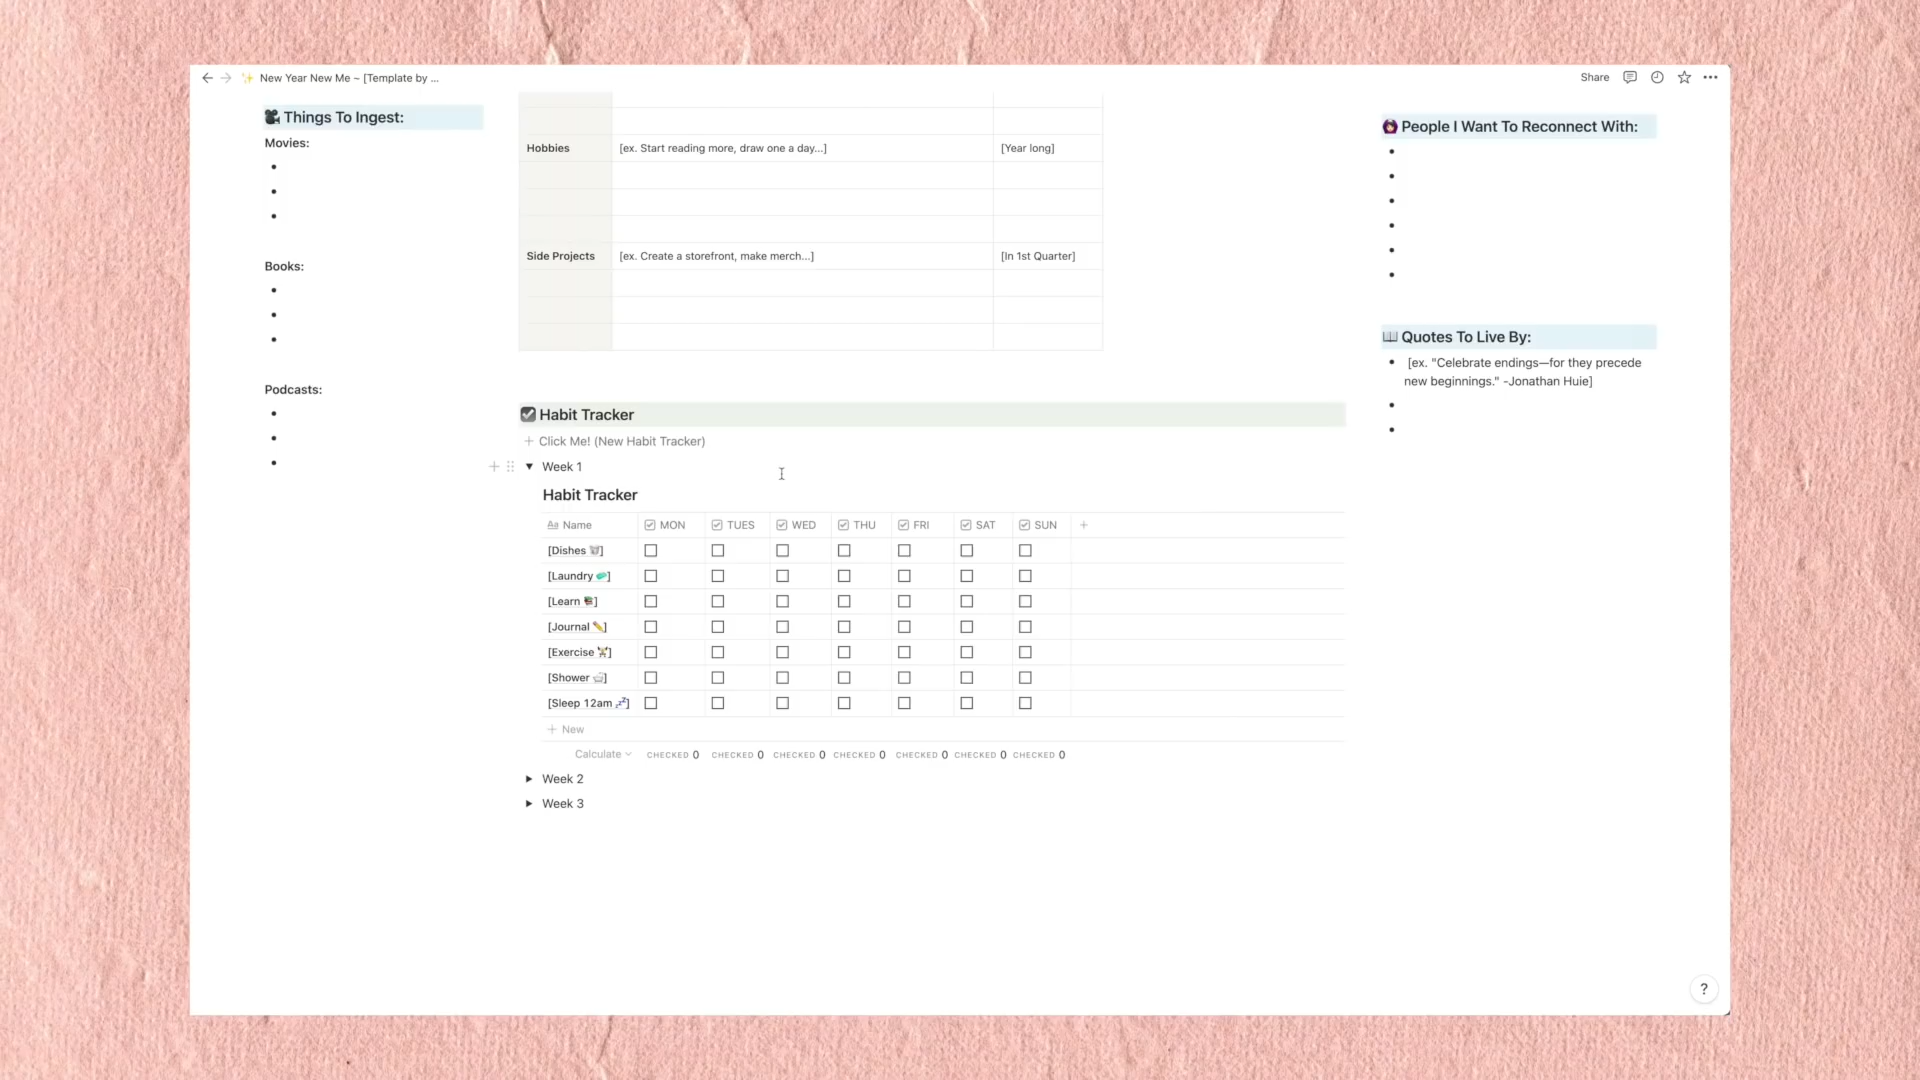 New Year New Me ~ [Template by ...
Share
Things To Ingest:
Movies:
Books:
Podcasts:
Hobbies [ex. Start reading more, draw one a day...] [Year long]
Side Projects [ex. Create a storefront, make merch...] [In 1st Quarter]
Habit Tracker
Click Me! (New Habit Tracker)
Week 1
Habit Tracker
Aa Name MON TUES WED THU FRI SAT SUN
[Dishes 🗑️]
[Laundry 🧼]
[Learn 📚]
[Journal ✏️]
[Exercise 🏋️]
[Shower 🛁]
[Sleep 12am 💤]
New
Calculate CHECKED 0 CHECKED 0 CHECKED 0 CHECKED 0 CHECKED 0 CHECKED 0 CHECKED 0
Week 2
Week 3
People I Want To Reconnect With:
Quotes To Live By:
[ex. "Celebrate endings—for they precede
new beginnings." -Jonathan Huie]
?